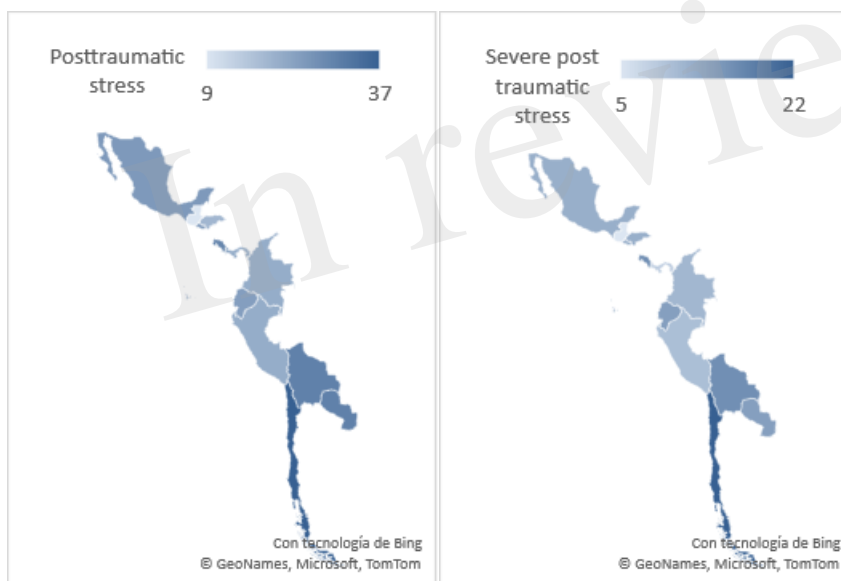 Posttraumatic
stress
9
37
Severe post
traumatic
stress
5
22
In revie
Con tecnología de Bing
© GeoNames, Microsoft, TomTom
Con tecnología de Bing
© GeoNames, Microsoft, TomTom